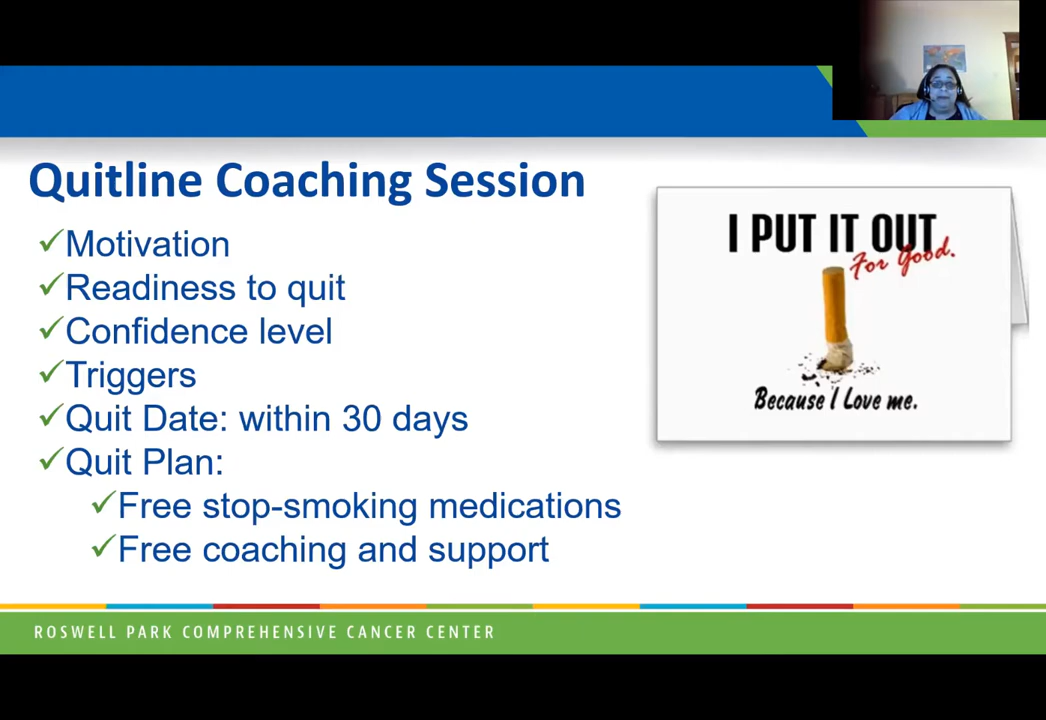 Quitline Coaching Session
✓Motivation
✓Readiness to quit
✓Confidence level
✓Triggers
✓Quit Date: within 30 days
✓Quit Plan:
✓Free stop-smoking medications
✓Free coaching and support
I PUT IT OUT
For Good.
Because I Love me.
ROSWELL PARK COMPREHENSIVE CANCER CENTER